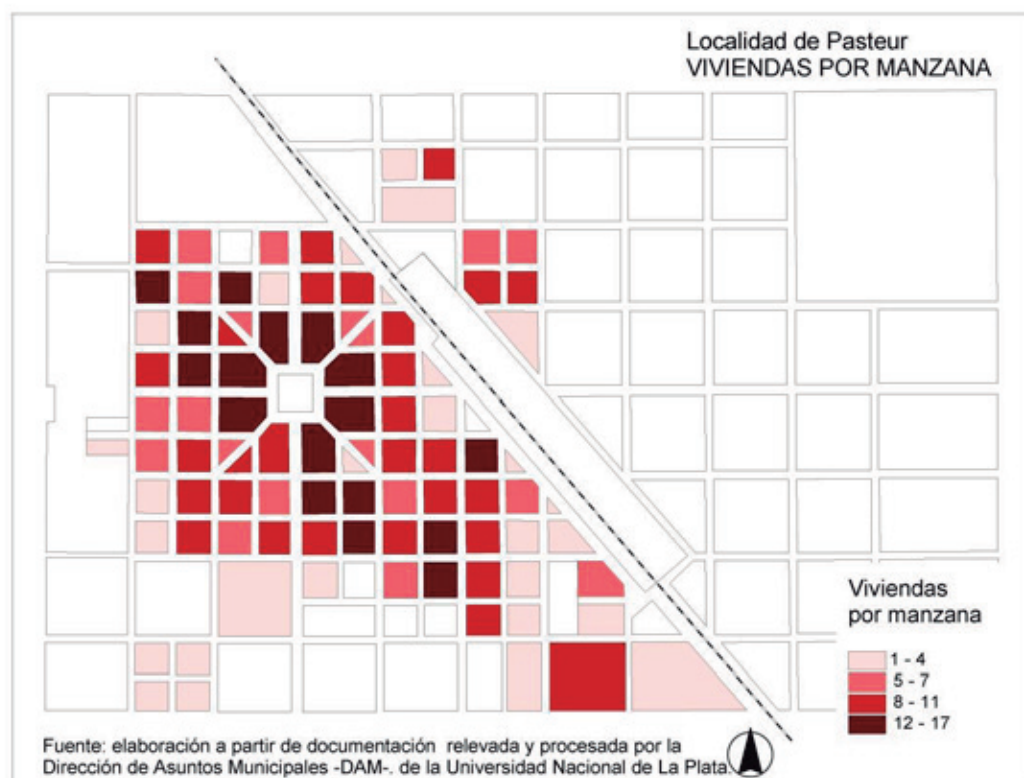 Localidad de Pasteur
VIVIENDAS POR MANZANA
Viviendas
por manzana
1 - 4
5 - 7
8 - 11
12 - 17
Fuente: elaboración a partir de documentación relevada y procesada por la
Dirección de Asuntos Municipales -DAM-. de la Universidad Nacional de La Plata.